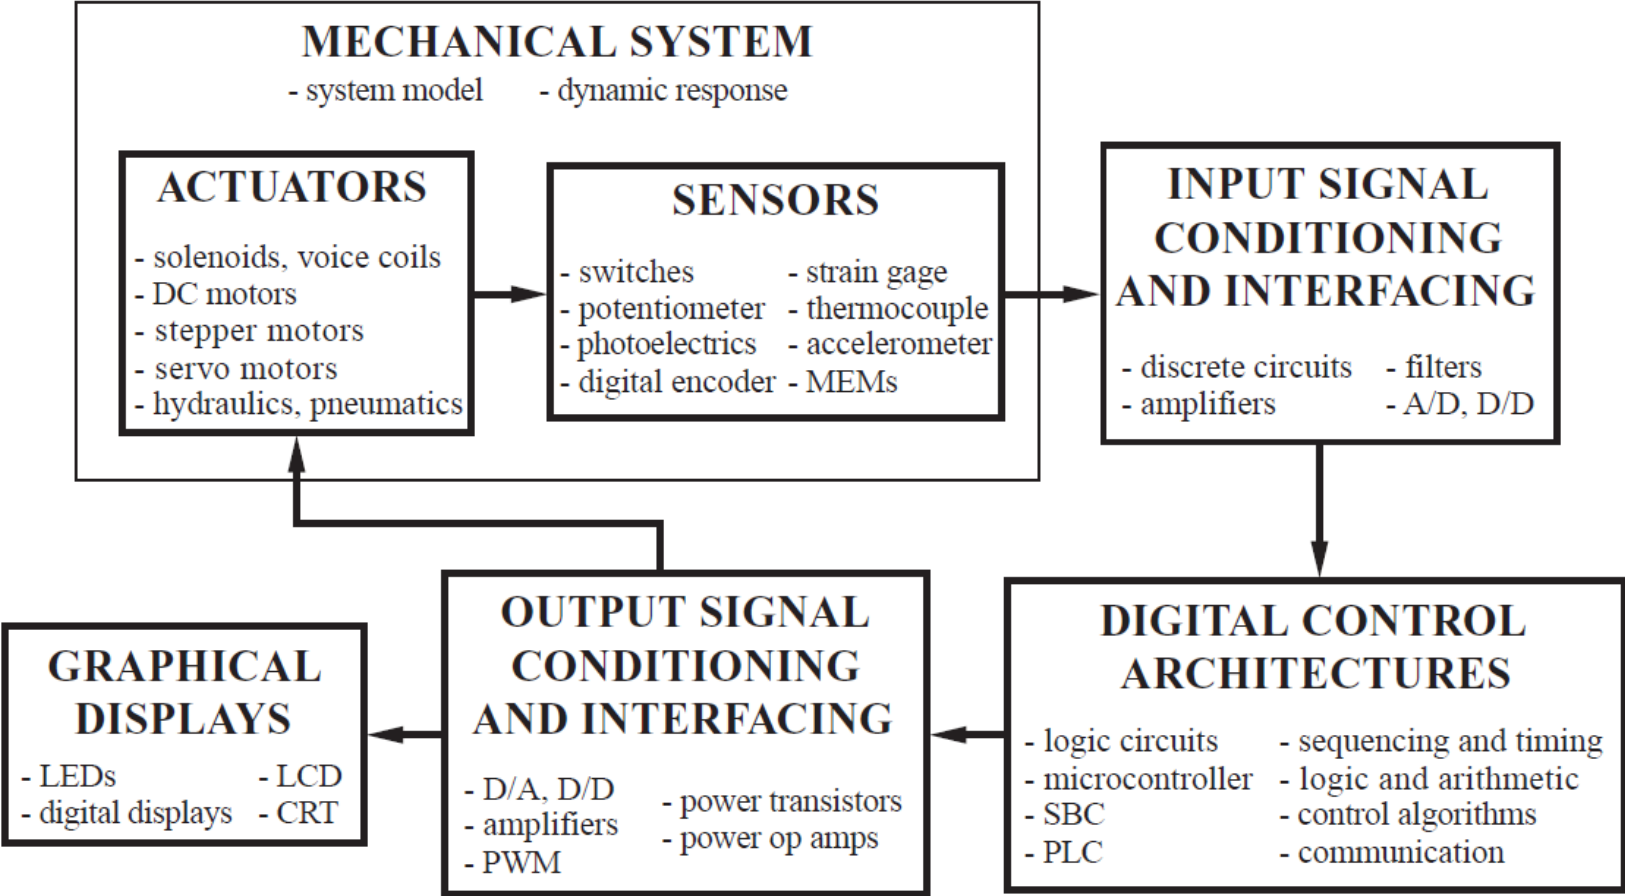 MECHANICAL SYSTEM
- system model - dynamic response
ACTUATORS
- solenoids, voice coils
- DC motors
- stepper motors
- servo motors
- hydraulics, pneumatics
SENSORS
- switches - strain gage
- potentiometer - thermocouple
- photoelectrics - accelerometer
- digital encoder - MEMs
INPUT SIGNAL
CONDITIONING
AND INTERFACING
- discrete circuits - filters
- amplifiers - A/D, D/D
GRAPHICAL
DISPLAYS
- LEDs - LCD
- digital displays - CRT
OUTPUT SIGNAL
CONDITIONING
AND INTERFACING
- D/A, D/D
- amplifiers
- PWM
- power transistors
- power op amps
DIGITAL CONTROL
ARCHITECTURES
- logic circuits - sequencing and timing
- microcontroller - logic and arithmetic
- SBC - control algorithms
- PLC - communication